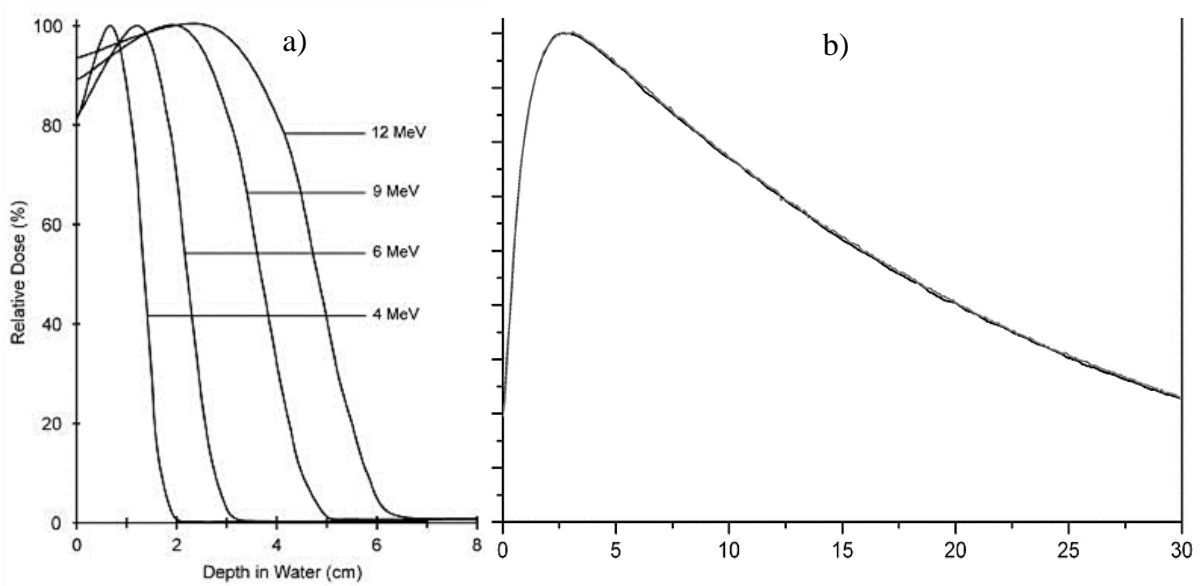 a)
b)
100
80
60
40
20
0
Relative Dose (%)
12 MeV
9 MeV
6 MeV
4 MeV
0 2 4 6 8
Depth in Water (cm)
0 5 10 15 20 25 30